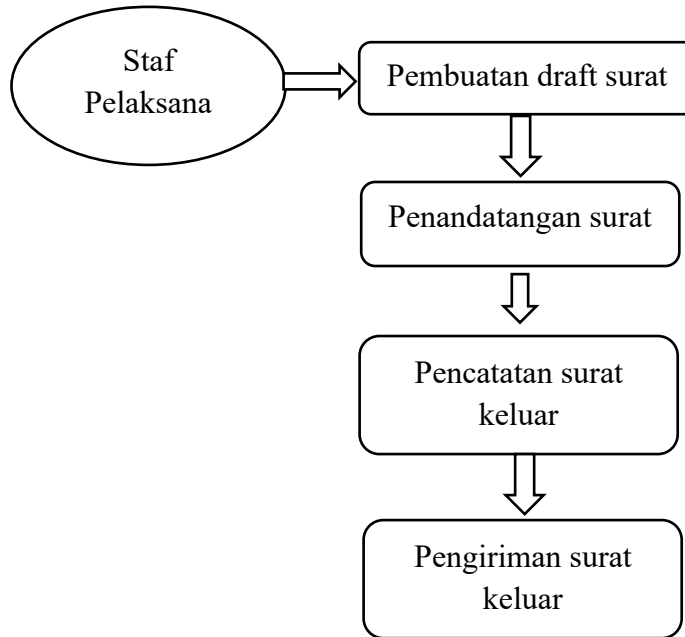 Staf
Pelaksana
Pembuatan draft surat
Penandatangan surat
Pencatatan surat
keluar
Pengiriman surat
keluar